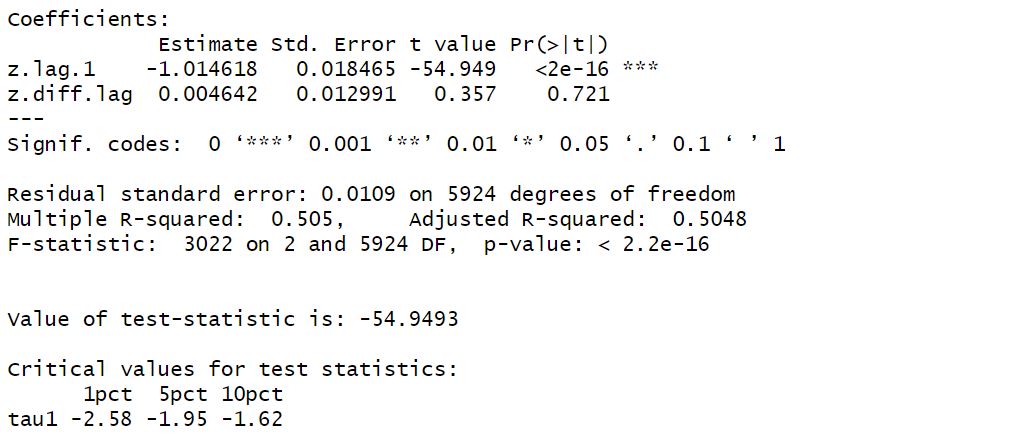 Coefficients:
            Estimate Std. Error t value Pr(>|t|)
z.lag.1    -1.014618   0.018465 -54.949   <2e-16 ***
z.diff.lag  0.004642   0.012991   0.357    0.721
---
Signif. codes:  0 ‘***’ 0.001 ‘**’ 0.01 ‘*’ 0.05 ‘.’ 0.1 ‘ ’ 1
Residual standard error: 0.0109 on 5924 degrees of freedom
Multiple R-squared:  0.505,     Adjusted R-squared:  0.5048
F-statistic:  3022 on 2 and 5924 DF,  p-value: < 2.2e-16
Value of test-statistic is: -54.9493
Critical values for test statistics:
      1pct  5pct 10pct
tau1 -2.58 -1.95 -1.62